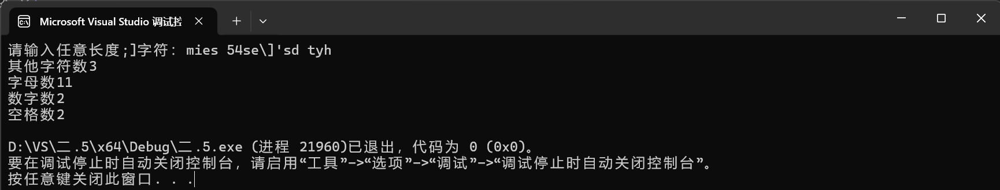 Microsoft Visual Studio 调试控
请输入任意长度;]字符：mies 54se\]'sd tyh
其他字符数3
字母数11
数字数2
空格数2
D:\VS\二.5\x64\Debug\二.5.exe (进程 21960)已退出，代码为 0 (0x0)。
要在调试停止时自动关闭控制台，请启用“工具”->“选项”->“调试”->“调试停止时自动关闭控制台”。
按任意键关闭此窗口. . .